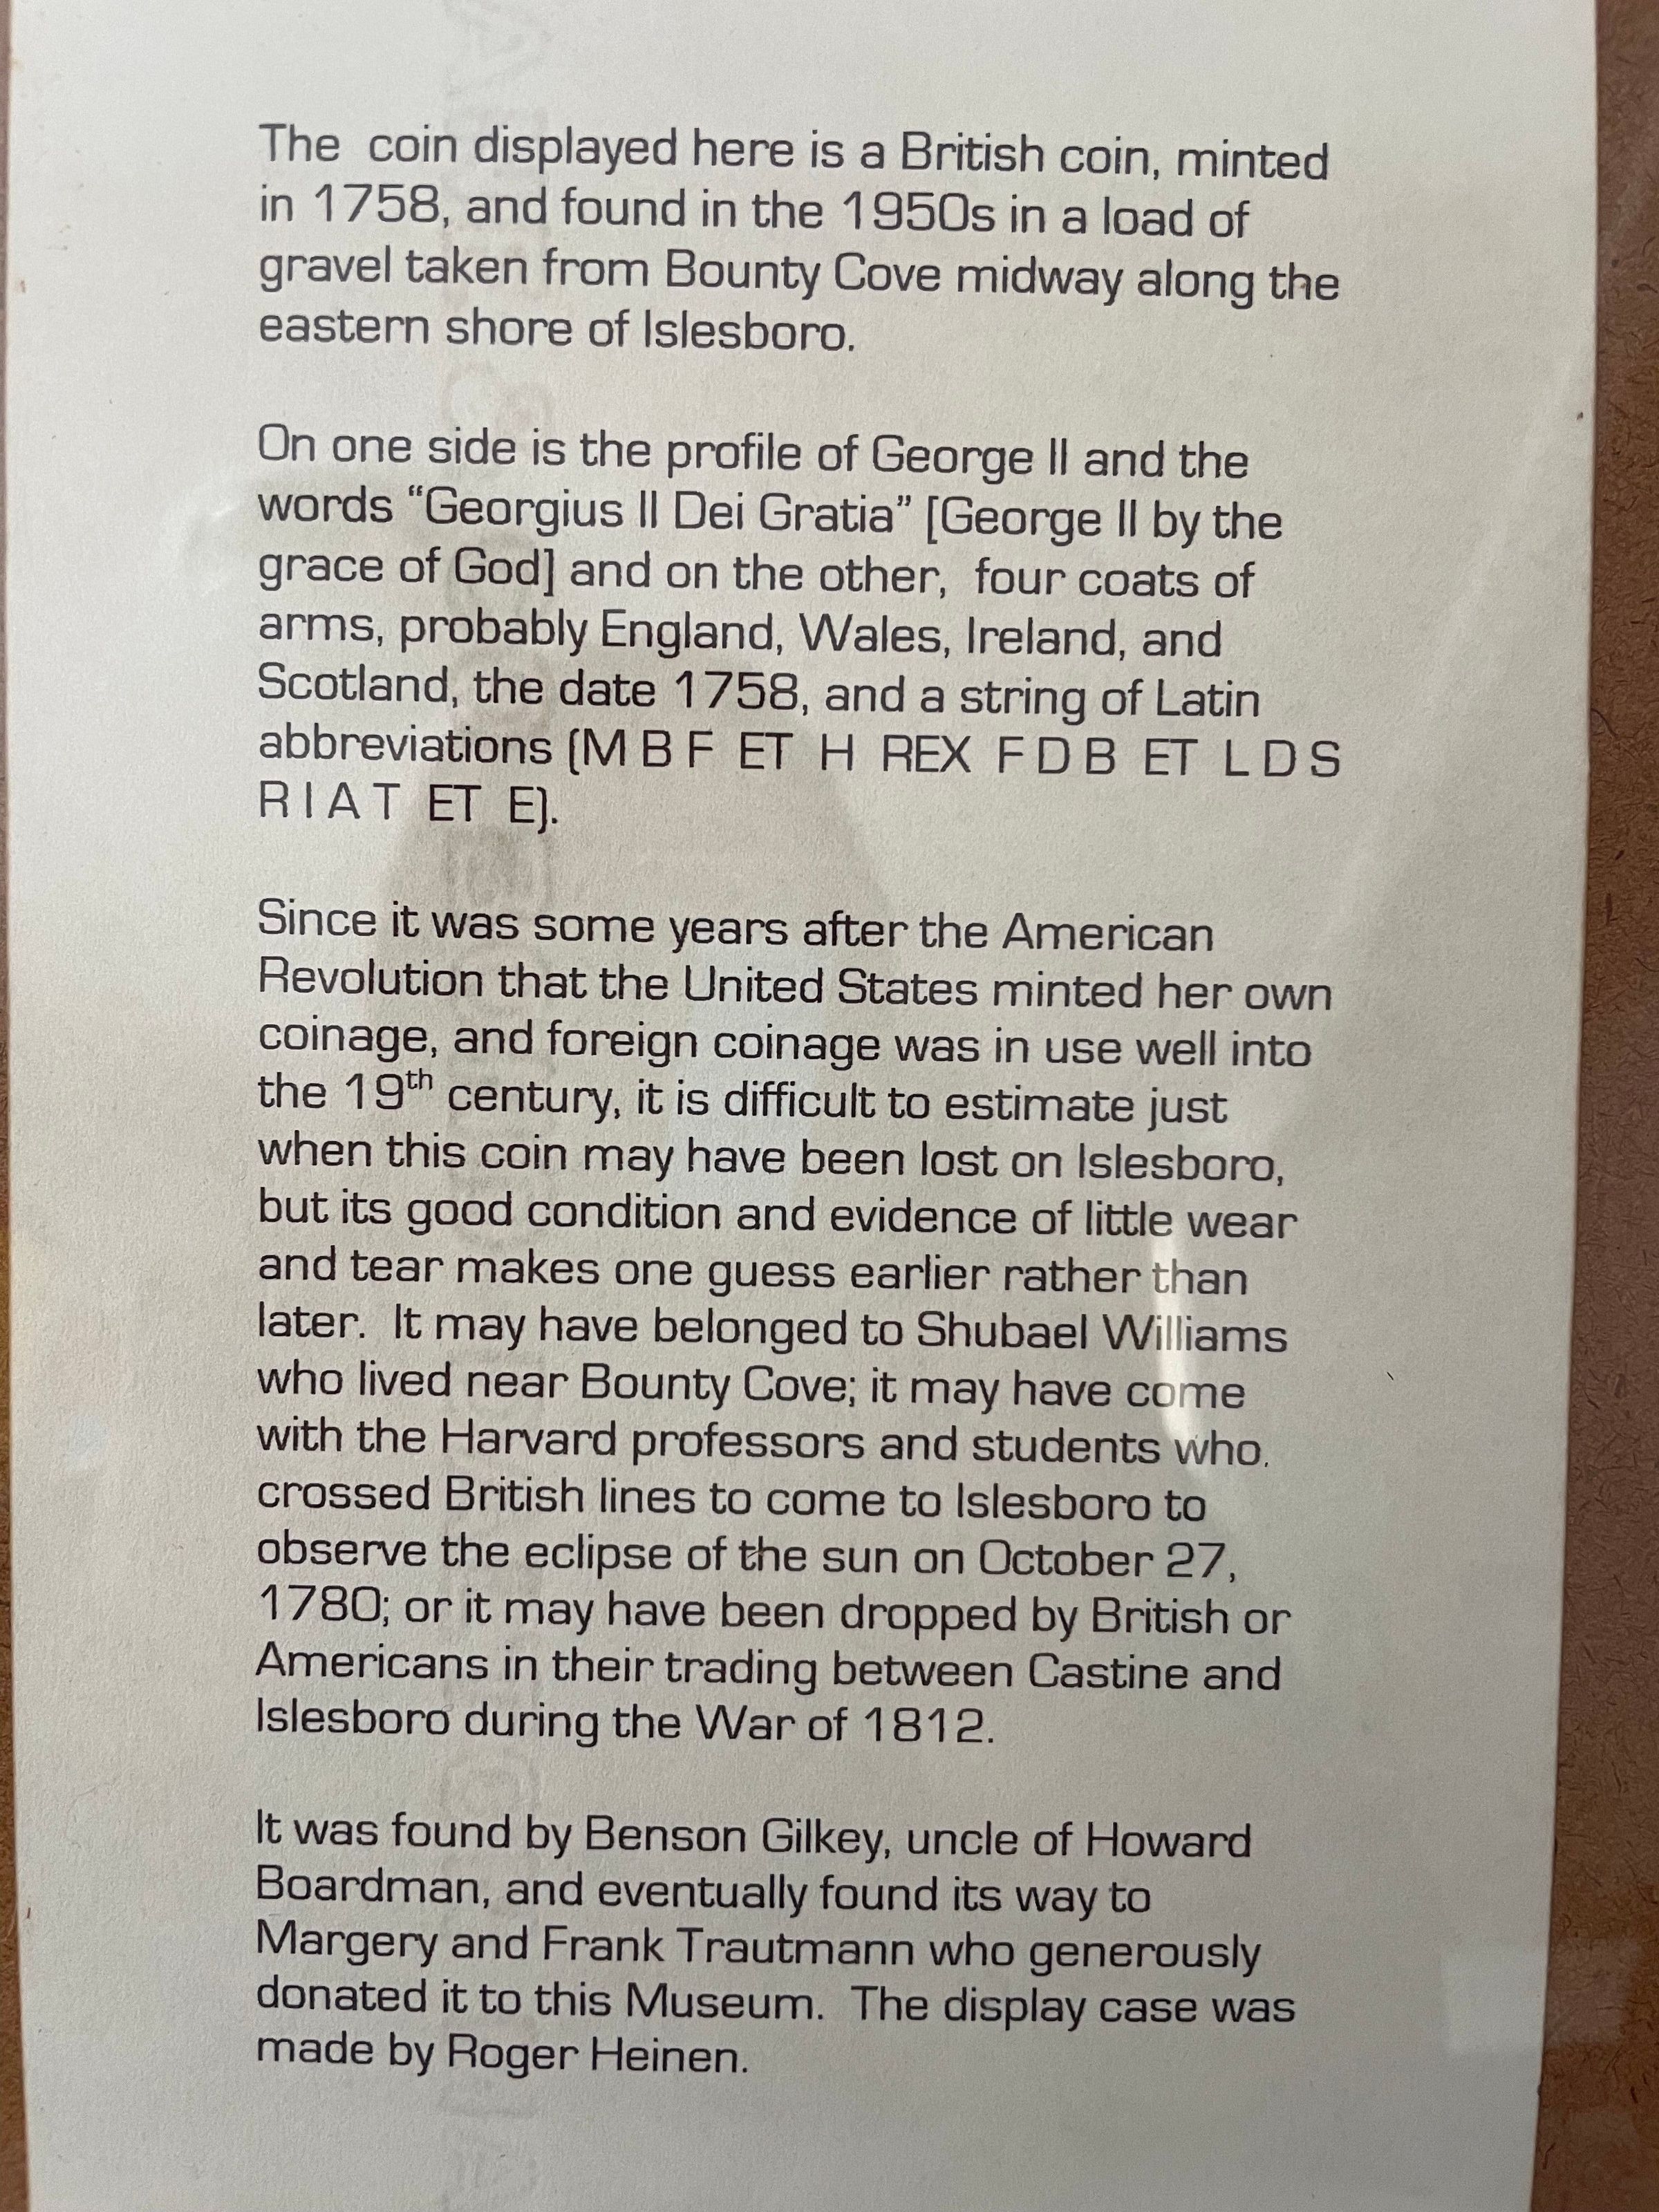 The  coin displayed here is a British coin, minted
in 1758, and found in the 1950s in a load of
gravel taken from Bounty Cove midway along the
eastern shore of Islesboro.
On one side is the profile of George II and the
words “Georgius II Dei Gratia” [George II by the
grace of God] and on the other,  four coats of
arms, probably England, Wales, Ireland, and
Scotland, the date 1758, and a string of Latin
abbreviations (M B F  ET  H  REX  F D B  ET  L D S
R I A T  ET  E).
Since it was some years after the American
Revolution that the United States minted her own
coinage, and foreign coinage was in use well into
the 19th century, it is difficult to estimate just
when this coin may have been lost on Islesboro,
but its good condition and evidence of little wear
and tear makes one guess earlier rather than
later.  It may have belonged to Shubael Williams
who lived near Bounty Cove; it may have come
with the Harvard professors and students who
crossed British lines to come to Islesboro to
observe the eclipse of the sun on October 27,
1780; or it may have been dropped by British or
Americans in their trading between Castine and
Islesboro during the War of 1812.
It was found by Benson Gilkey, uncle of Howard
Boardman, and eventually found its way to
Margery and Frank Trautmann who generously
donated it to this Museum.  The display case was
made by Roger Heinen.